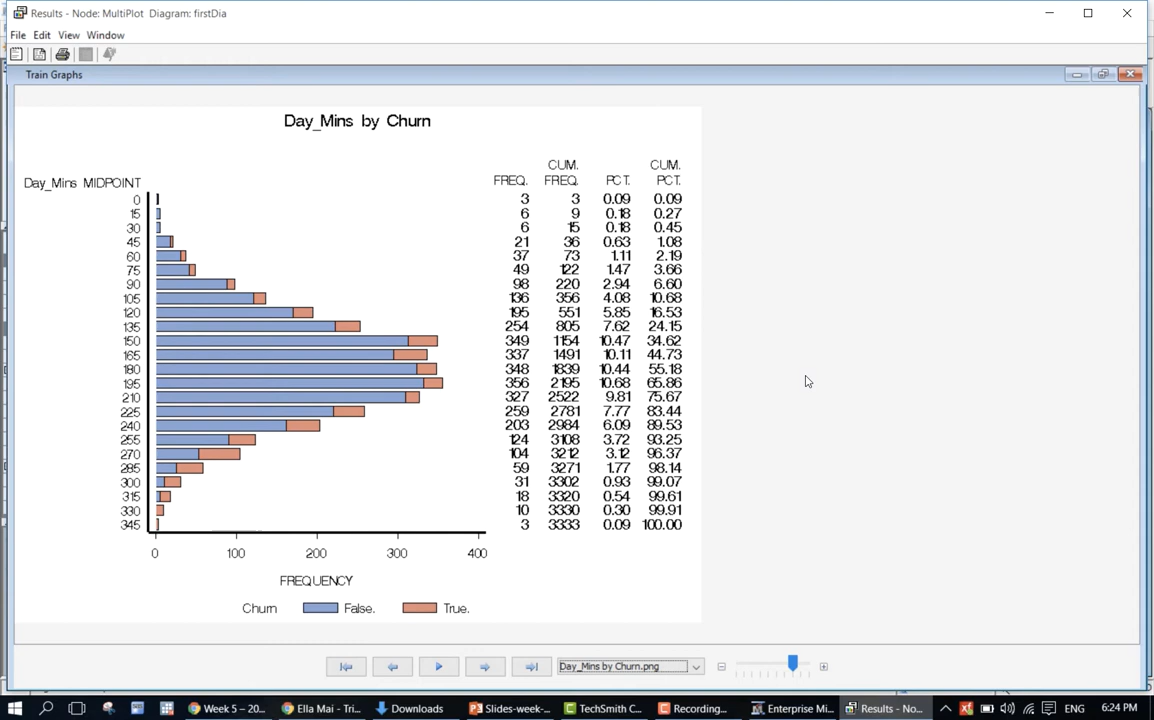 Results - Node: MultiPlot Diagram: firstDia
File Edit View Window
Train Graphs
Day_Mins by Churn
CUM. CUM.
Day_Mins MIDPOINT FREQ. FREQ. PCT. PCT.
0 3 3 0.09 0.09
15 6 9 0.18 0.27
30 6 15 0.18 0.45
45 21 36 0.63 1.08
60 37 73 1.11 2.19
75 49 122 1.47 3.66
90 98 220 2.94 6.60
105 136 356 4.08 10.68
120 195 551 5.85 16.53
135 254 805 7.62 24.15
150 349 1154 10.47 34.62
165 337 1491 10.11 44.73
180 348 1839 10.44 55.18
195 356 2195 10.68 65.86
210 327 2522 9.81 75.67
225 259 2781 7.77 83.44
240 203 2984 6.09 89.53
255 124 3108 3.72 93.25
270 104 3212 3.12 96.37
285 59 3271 1.77 98.14
300 31 3302 0.93 99.07
315 18 3320 0.54 99.61
330 10 3330 0.30 99.91
345 3 3333 0.09 100.00
0 100 200 300 400
FREQUENCY
Churn False. True.
Day_Mins by Churn.png
Week 5 – 20... Ella Mai - Tri... Downloads Slides-week-... TechSmith C... Recording... Enterprise Mi... Results - No... ENG 6:24 PM